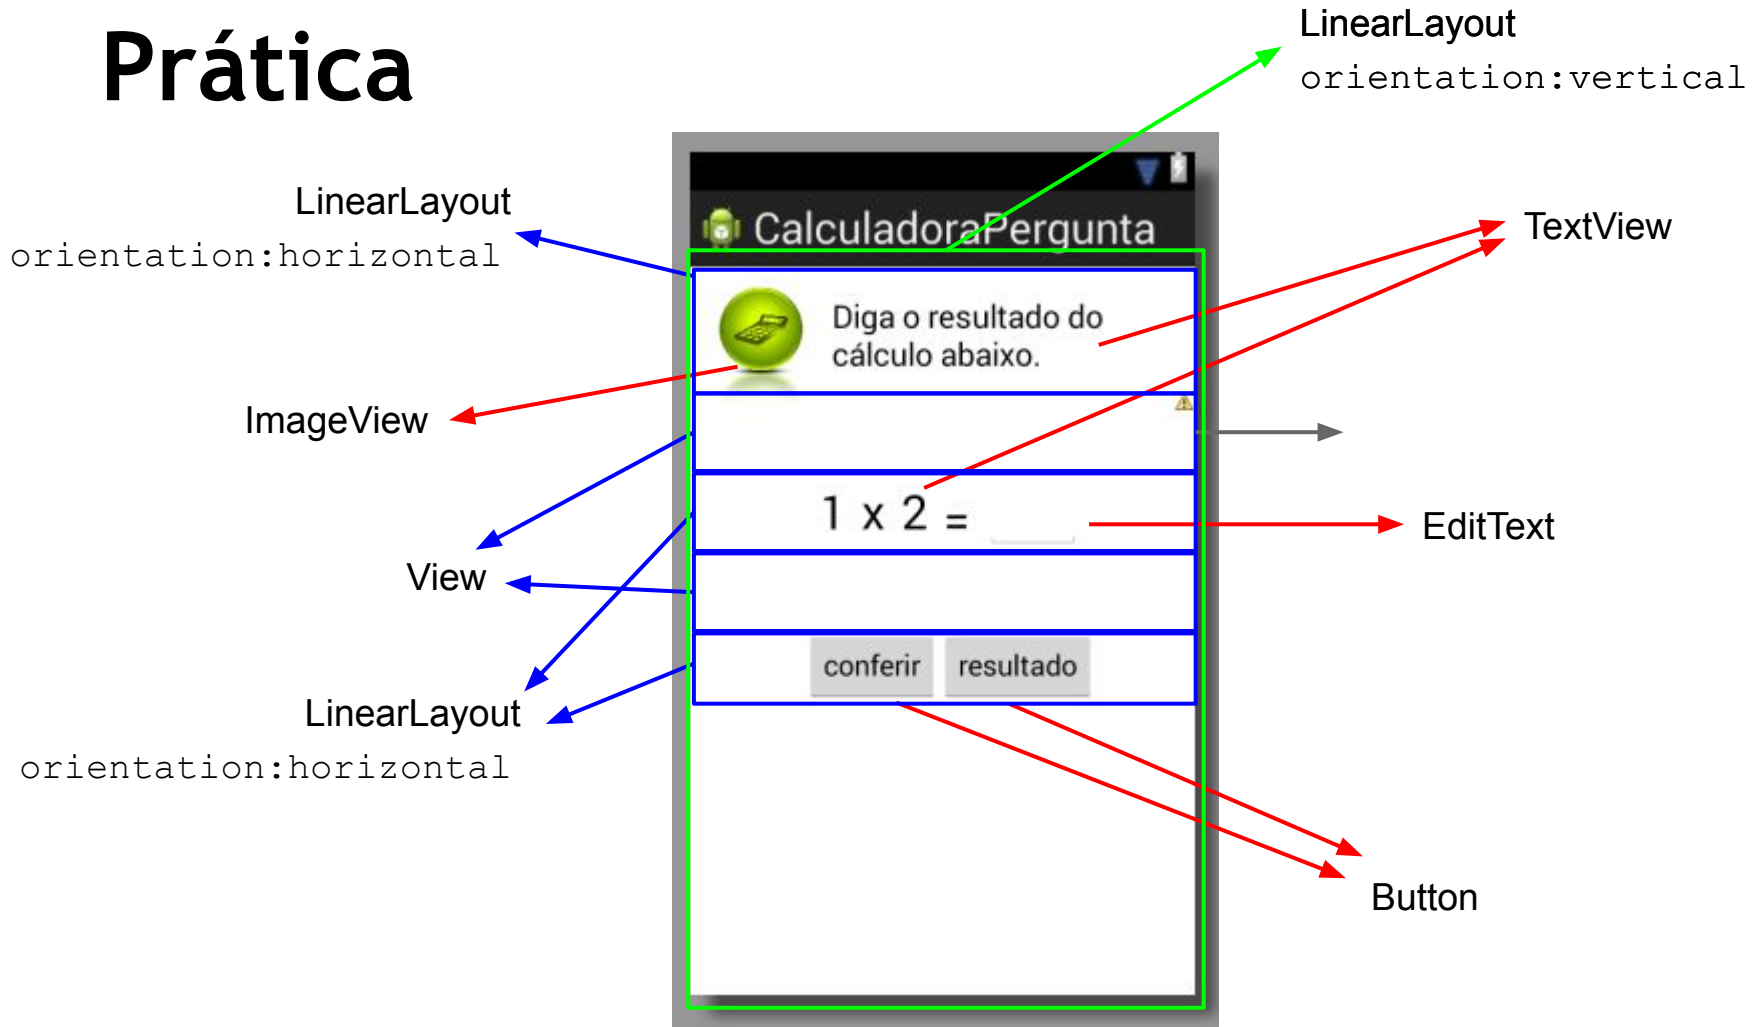 Prática
LinearLayout
orientation:vertical
LinearLayout
orientation:horizontal
CalculadoraPergunta
TextView
Diga o resultado do
cálculo abaixo.
ImageView
1 x 2 =
EditText
View
conferir resultado
LinearLayout
orientation:horizontal
Button